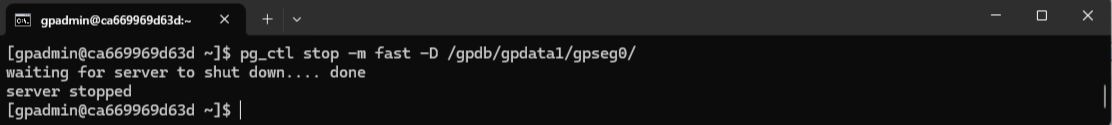 gpadmin@ca669969d63d:~
[gpadmin@ca669969d63d ~]$ pg_ctl stop -m fast -D /gpdb/gpdata1/gpseg0/
waiting for server to shut down.... done
server stopped
[gpadmin@ca669969d63d ~]$